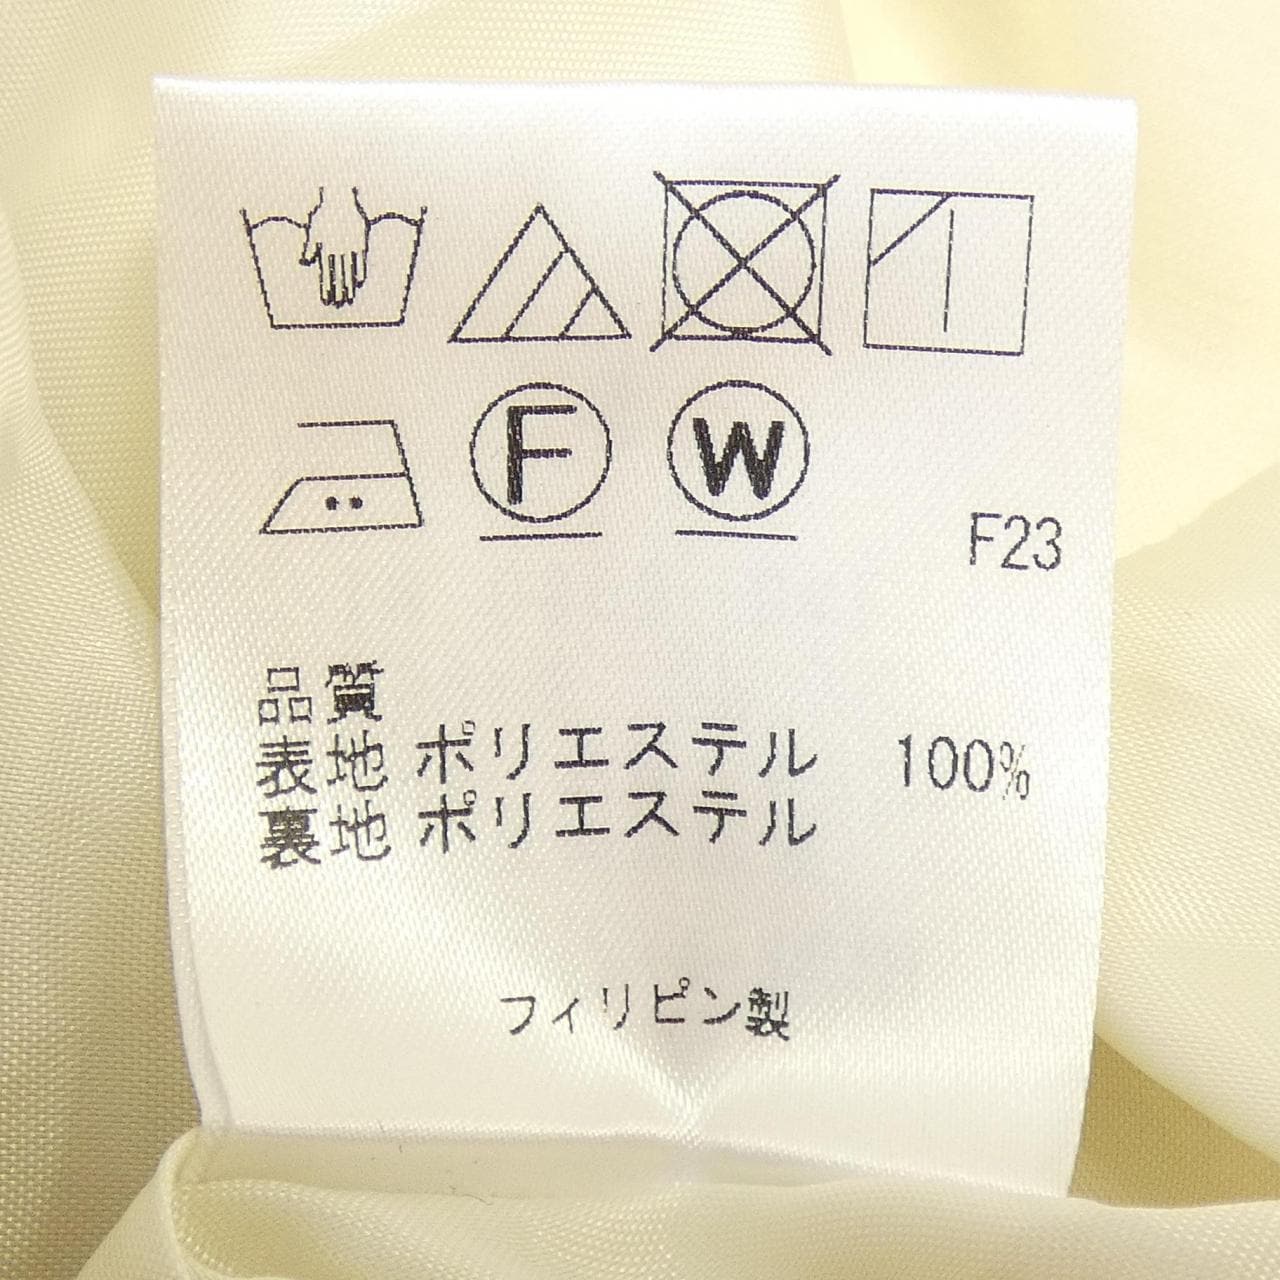 F
W
F23
品質
表地 ポリエステル 100%
裏地 ポリエステル
フィリピン製